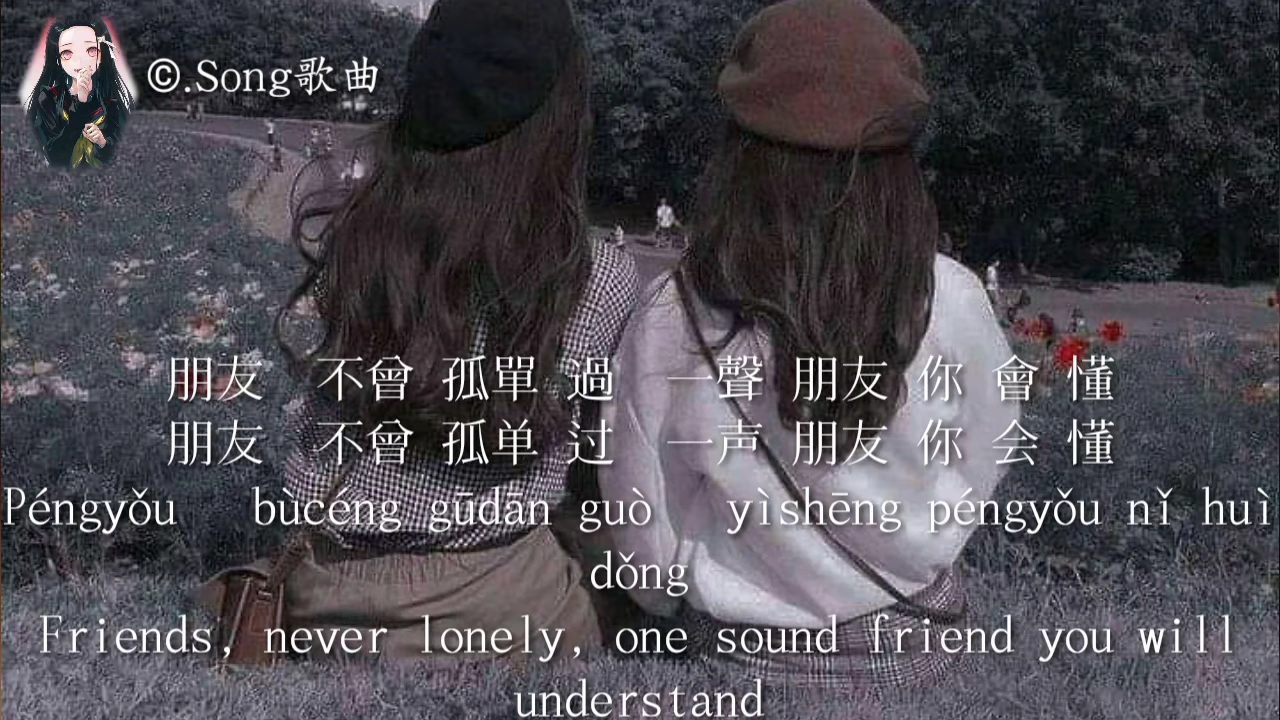 ©.Song歌曲
朋友 不曾 孤單 過 一聲 朋友 你 會 懂
朋友 不曾 孤单 过 一声 朋友 你 会 懂
Péngyǒu bùcéng gūdān guò yìshēng péngyǒu nǐ huì
dǒng
Friends, never lonely, one sound friend you will
understand